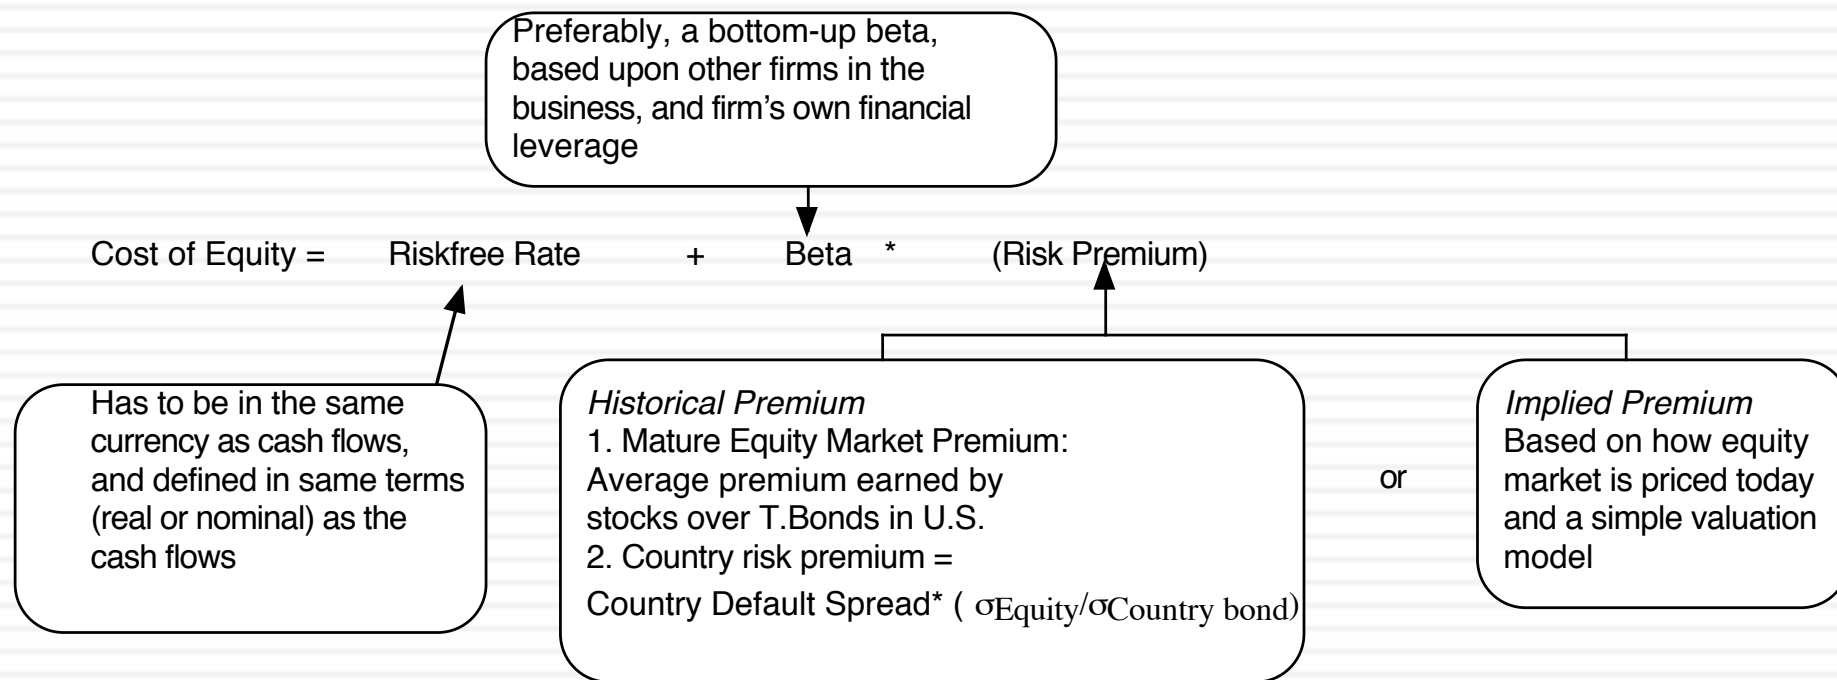 Preferably, a bottom-up beta,
based upon other firms in the
business, and firm’s own financial
leverage
Cost of Equity = Riskfree Rate + Beta * (Risk Premium)
Has to be in the same
currency as cash flows,
and defined in same terms
(real or nominal) as the
cash flows
Historical Premium
1. Mature Equity Market Premium:
Average premium earned by
stocks over T.Bonds in U.S.
2. Country risk premium =
Country Default Spread* ( σEquity/σCountry bond)
or
Implied Premium
Based on how equity
market is priced today
and a simple valuation
model